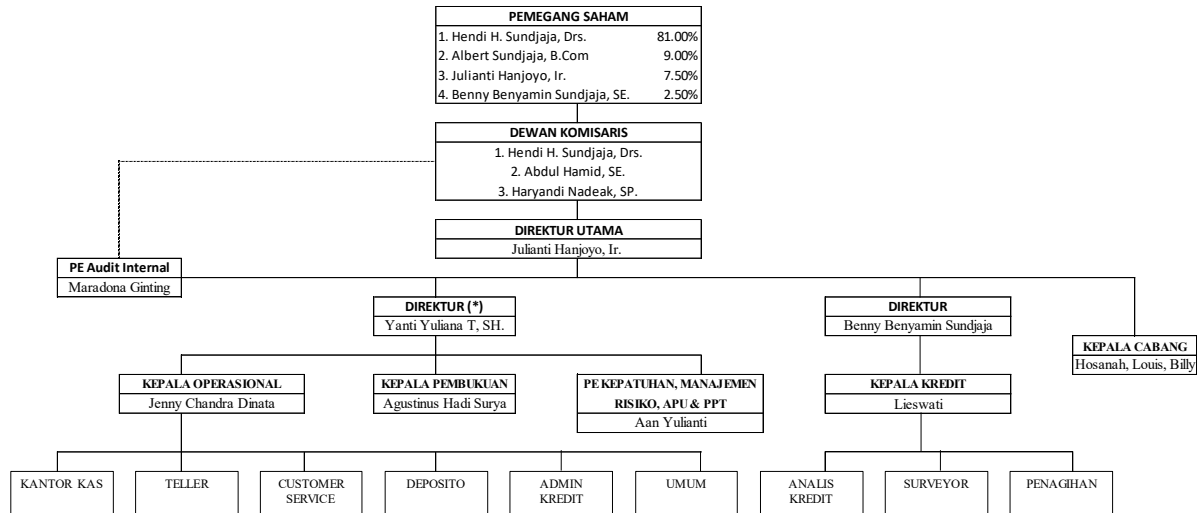 PEMEGANG SAHAM
1. Hendi H. Sundjaja, Drs. 81.00%
2. Albert Sundjaja, B.Com 9.00%
3. Julianti Hanjoyo, Ir. 7.50%
4. Benny Benyamin Sundjaja, SE. 2.50%
DEWAN KOMISARIS
1. Hendi H. Sundjaja, Drs.
2. Abdul Hamid, SE.
3. Haryandi Nadeak, SP.
DIREKTUR UTAMA
Julianti Hanjoyo, Ir.
PE Audit Internal
Maradona Ginting
DIREKTUR (*)
Yanti Yuliana T, SH.
DIREKTUR
Benny Benyamin Sundjaja
KEPALA CABANG
Hosanah, Louis, Billy
KEPALA OPERASIONAL
Jenny Chandra Dinata
KEPALA PEMBUKUAN
Agustinus Hadi Surya
PE KEPATUHAN, MANAJEMEN
RISIKO, APU & PPT
Aan Yulianti
KEPALA KREDIT
Lieswati
KANTOR KAS
TELLER
CUSTOMER
SERVICE
DEPOSITO
ADMIN
KREDIT
UMUM
ANALIS
KREDIT
SURVEYOR
PENAGIHAN